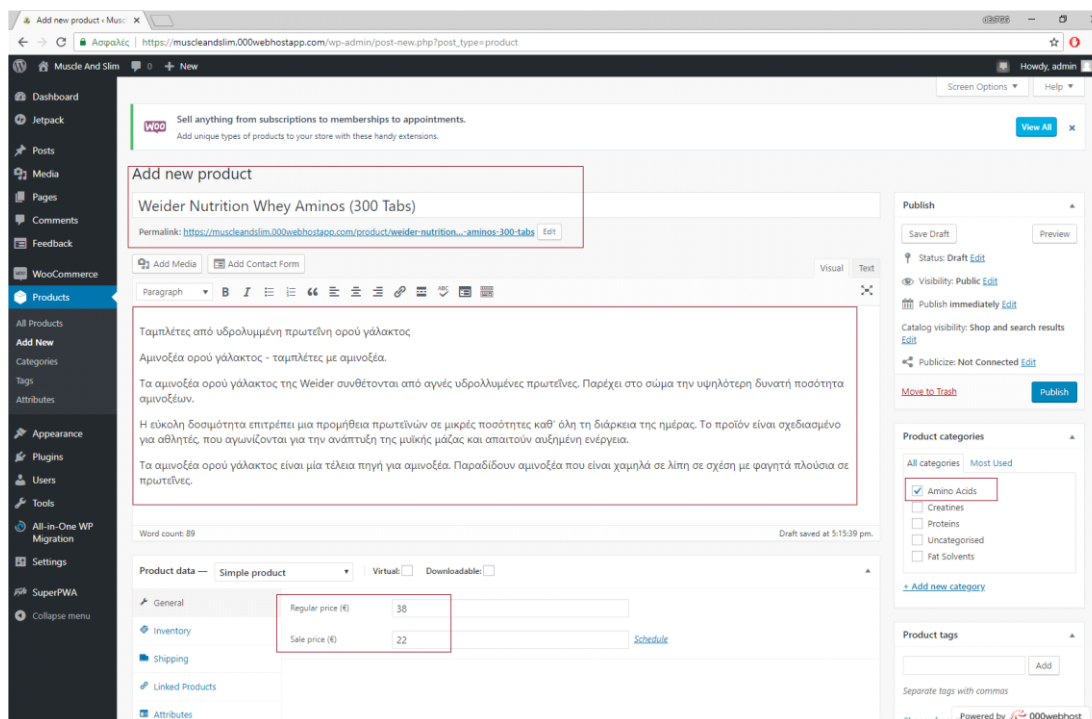 Add new product ‹ Musc
Ασφαλές | https://muscleandslim.000webhostapp.com/wp-admin/post-new.php?post_type=product
Muscle And Slim 0 + New Howdy, admin
Screen Options Help
Dashboard
Jetpack
Posts
Media
Pages
Comments
Feedback
WooCommerce
Products
All Products
Add New
Categories
Tags
Attributes
Appearance
Plugins
Users
Tools
All-in-One WP
Migration
Settings
SuperPWA
Collapse menu
Woo
Sell anything from subscriptions to memberships to appointments.
Add unique types of products to your store with these handy extensions.
View All x
Add new product
Weider Nutrition Whey Aminos (300 Tabs)
Permalink: https://muscleandslim.000webhostapp.com/product/weider-nutrition...-aminos-300-tabs Edit
Add Media Add Contact Form
Visual Text
Paragraph B I ABC
Ταμπλέτες από υδρολυμμένη πρωτεΐνη ορού γάλακτος
Αμινοξέα ορού γάλακτος - ταμπλέτες με αμινοξέα.
Τα αμινοξέα ορού γάλακτος της Weider συνθέτονται από αγνές υδρολλυμένες πρωτεΐνες. Παρέχει στο σώμα την υψηλότερη δυνατή ποσότητα
αμινοξέων.
Η εύκολη δοσιμότητα επιτρέπει μια προμήθεια πρωτεΐνών σε μικρές ποσότητες καθ' όλη τη διάρκεια της ημέρας. Το προϊόν είναι σχεδιασμένο
για αθλητές, που αγωνίζονται για την ανάπτυξη της μυϊκής μάζας και απαιτούν αυξημένη ενέργεια.
Τα αμινοξέα ορού γάλακτος είναι μία τέλεια πηγή για αμινοξέα. Παραδίδουν αμινοξέα που είναι χαμηλά σε λίπη σε σχέση με φαγητά πλούσια σε
πρωτεΐνες.
Word count: 89 Draft saved at 5:15:39 pm.
Product data — Simple product Virtual: Downloadable:
General
Inventory
Shipping
Linked Products
Attributes
Regular price (€) 38
Sale price (€) 22 Schedule
Publish
Save Draft Preview
Status: Draft Edit
Visibility: Public Edit
Publish immediately Edit
Catalog visibility: Shop and search results
Edit
Publicize: Not Connected Edit
Move to Trash Publish
Product categories
All categories Most Used
Amino Acids
Creatines
Proteins
Uncategorised
Fat Solvents
+ Add new category
Product tags
Add
Separate tags with commas
Powered by 000webhost